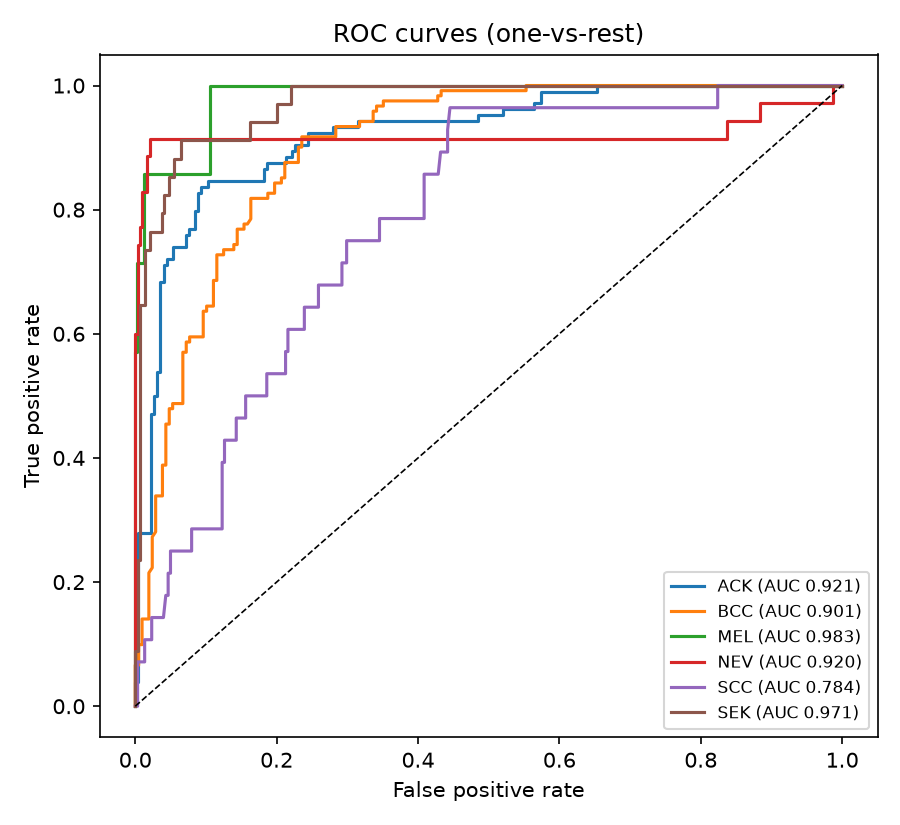 ROC curves (one-vs-rest)
True positive rate
1.0
0.8
0.6
0.4
0.2
0.0
0.0 0.2 0.4 0.6 0.8 1.0
False positive rate
ACK (AUC 0.921)
BCC (AUC 0.901)
MEL (AUC 0.983)
NEV (AUC 0.920)
SCC (AUC 0.784)
SEK (AUC 0.971)